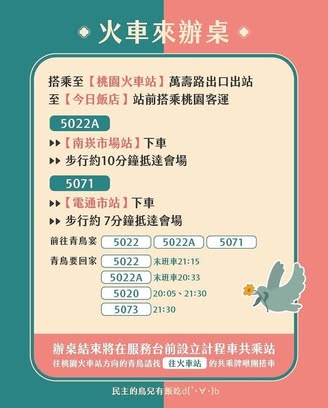 火車來辦桌
搭乘至【桃園火車站】萬壽路出口出站
至【今日飯店】站前搭乘桃園客運
5022A
▸▸【南崁市場站】下車
▸▸ 步行約10分鐘抵達會場
5071
▸▸【電通市站】下車
▸▸ 步行約 7分鐘抵達會場
前往青鳥宴 5022 5022A 5071
青鳥要回家 5022 末班車21:15
5022A 末班車20:33
5020 20:05、21:30
5073 21:30
辦桌結束將在服務台前設立計程車共乘站
往桃園火車站方向的青鳥請找 往火車站 的共乘牌揪團搭車
民主的鳥兒有飯吃d(`･∀･)b